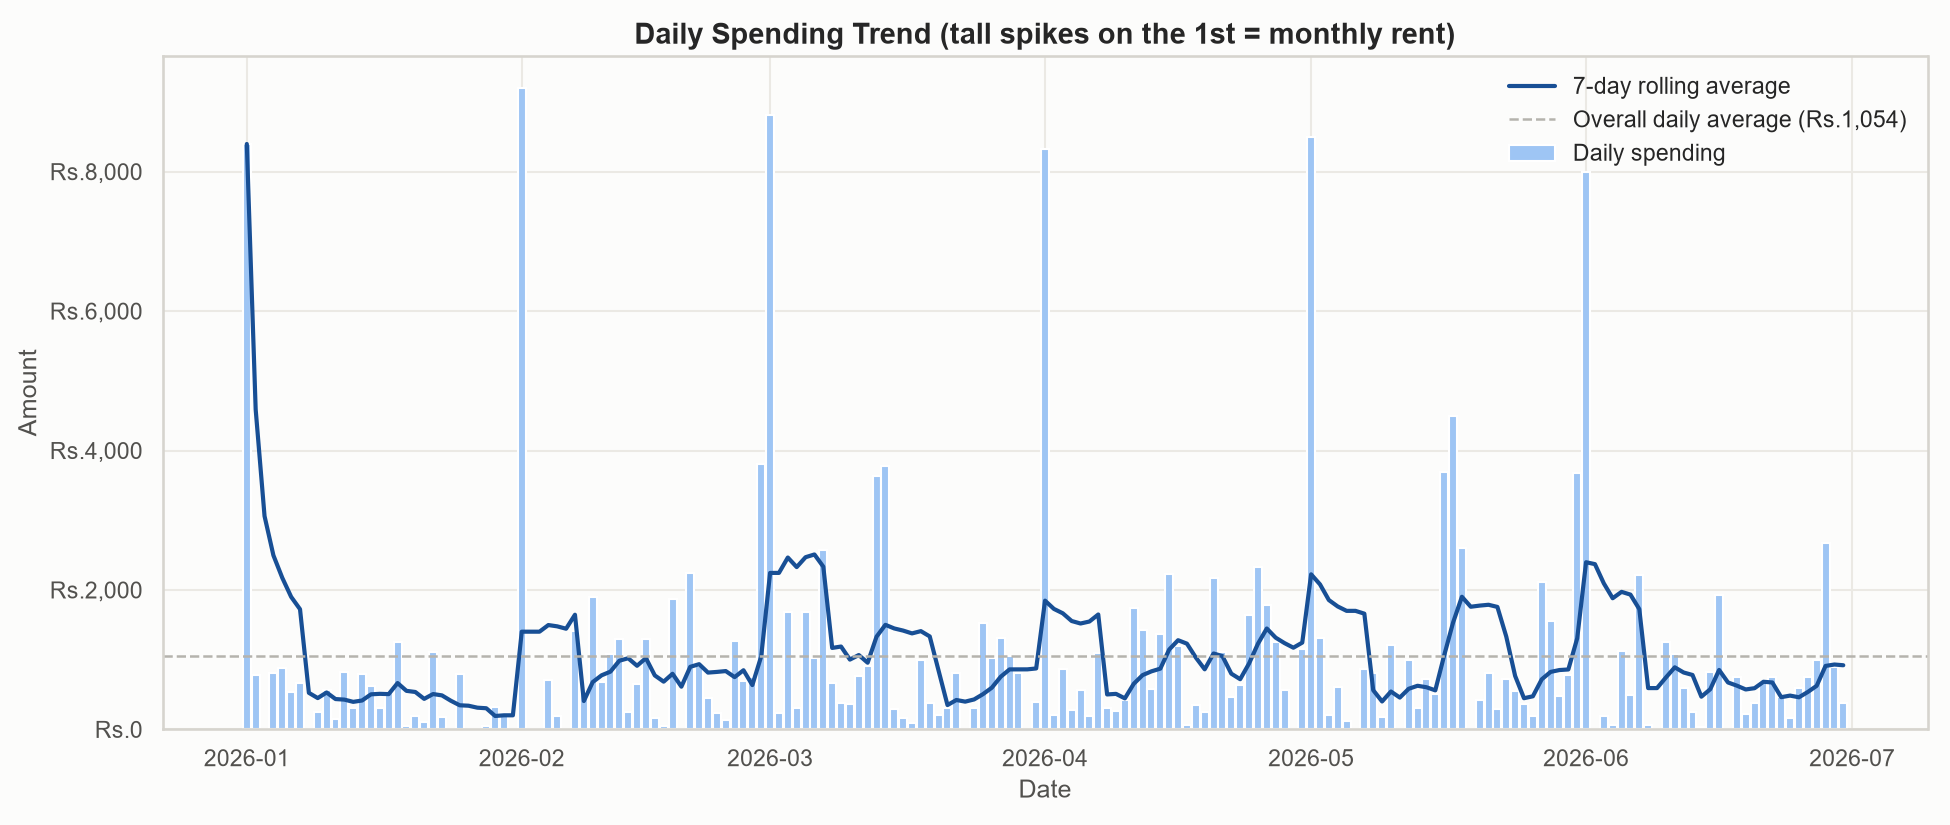 Daily Spending Trend (tall spikes on the 1st = monthly rent)
7-day rolling average
Overall daily average (Rs.1,054)
Daily spending
Rs.8,000
Rs.6,000
Rs.4,000
Rs.2,000
Rs.0
Amount
2026-01
2026-02
2026-03
2026-04
2026-05
2026-06
2026-07
Date